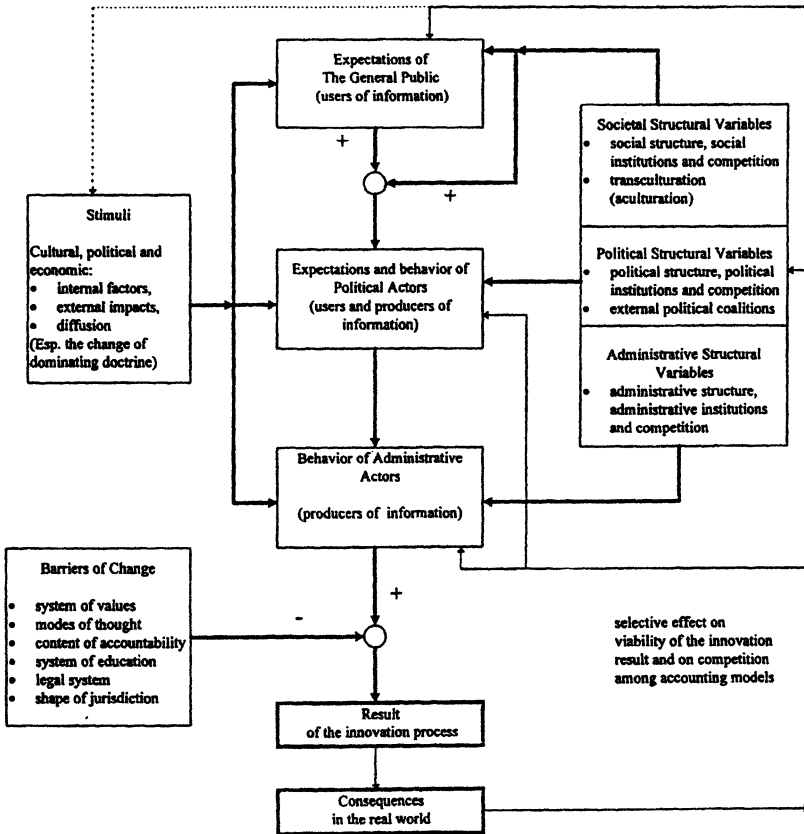 Expectations of
The General Public
(users of information)
+
+
Societal Structural Variables
• social structure, social
institutions and competition
• transculturation
(aculturation)
Stimuli
Cultural, political and
economic:
• internal factors,
• external impacts,
• diffusion
(Esp. the change of
dominating doctrine)
Expectations and behavior of
Political Actors
(users and producers of
information)
Political Structural Variables
• political structure, political
institutions and competition
• external political coalitions
Administrative Structural
Variables
• administrative structure,
administrative institutions
and competition
Behavior of Administrative
Actors
(producers of information)
Barriers of Change
• system of values
• modes of thought
• content of accountability
• system of education
• legal system
• shape of jurisdiction
-
+
selective effect on
viability of the innovation
result and on competition
among accounting models
Result
of the innovation process
Consequences
in the real world